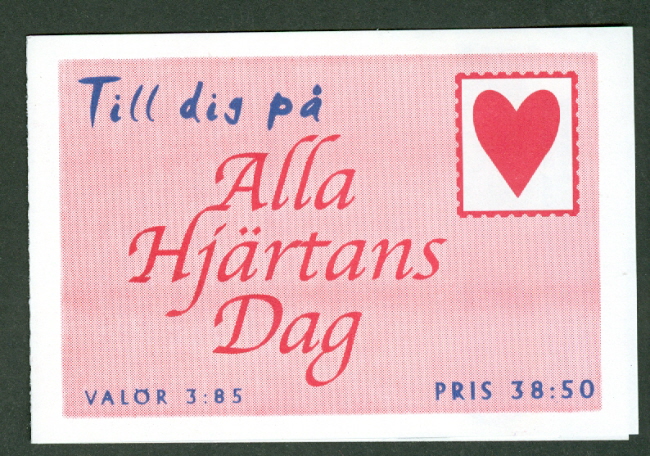 Till dig på
Alla
Hjärtans
Dag
VALÖR 3:85
PRIS 38:50